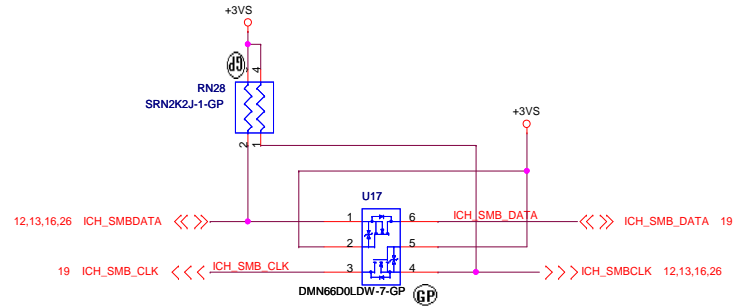 +3VS
GP
4
RN28
SRN2K2J-1-GP
+3VS
2 1
U17
12,13,16,26 ICH_SMBDATA 1 6 ICH_SMB_DATA ICH_SMB_DATA 19
2 5
19 ICH_SMB_CLK ICH_SMB_CLK 3 4 ICH_SMBCLK 12,13,16,26
DMN66D0LDW-7-GP GP